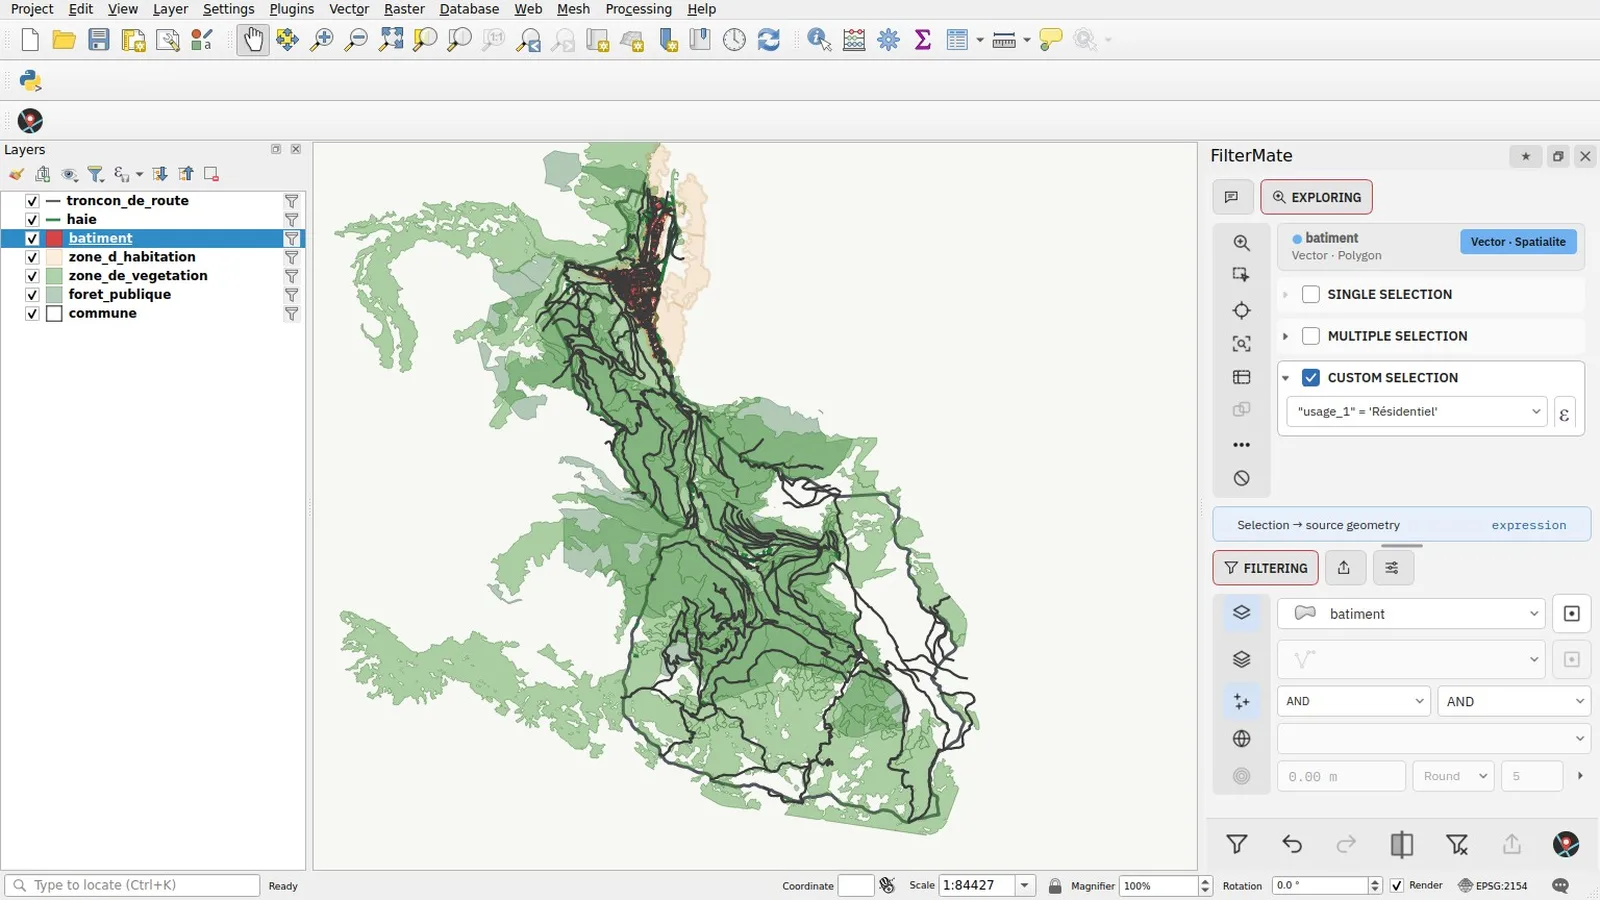 Project Edit View Layer Settings Plugins Vector Raster Database Web Mesh Processing Help
Layers
troncon_de_route
haie
batiment
zone_d_habitation
zone_de_vegetation
foret_publique
commune
FilterMate
EXPLORING
batiment
Vector · Polygon
Vector · Spatialite
SINGLE SELECTION
MULTIPLE SELECTION
CUSTOM SELECTION
"usage_1" = 'Résidentiel'
ε
Selection → source geometry expression
FILTERING
batiment
AND AND
0.00 m Round 5
Type to locate (Ctrl+K) Ready Coordinate Scale 1:84427 Magnifier 100% Rotation 0.0 ° Render EPSG:2154